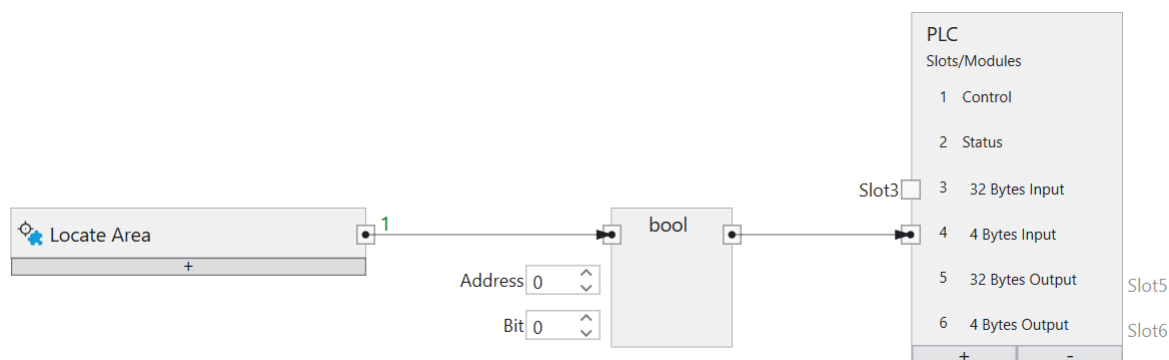 PLC
Slots/Modules
1 Control
2 Status
Slot3 3 32 Bytes Input
Locate Area 1 bool 4 4 Bytes Input
+
Address 0
Bit 0
5 32 Bytes Output Slot5
6 4 Bytes Output Slot6
+ -